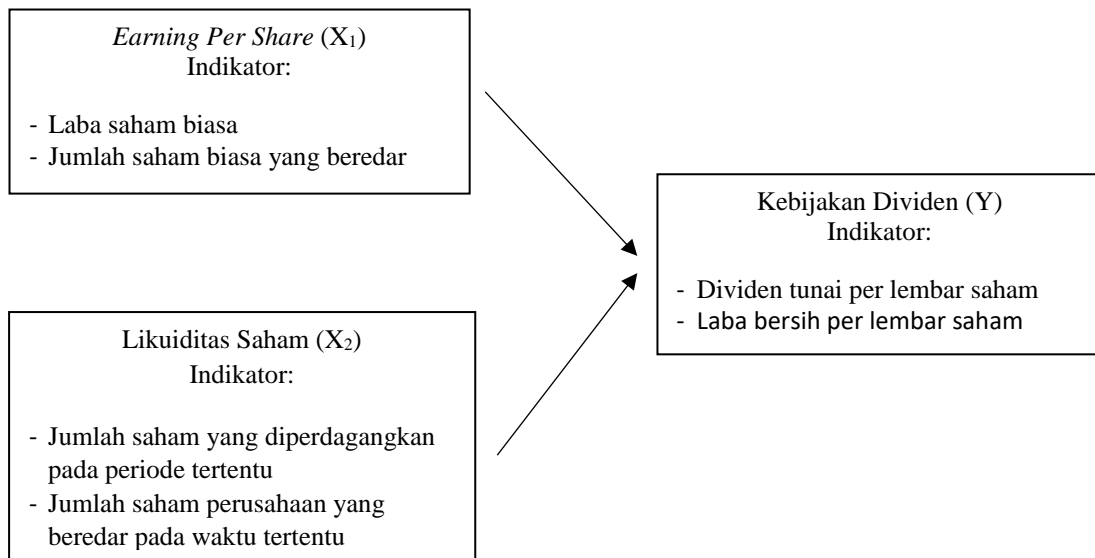 Earning Per Share (X₁)
Indikator:
- Laba saham biasa
- Jumlah saham biasa yang beredar
Kebijakan Dividen (Y)
Indikator:
- Dividen tunai per lembar saham
- Laba bersih per lembar saham
Likuiditas Saham (X₂)
Indikator:
- Jumlah saham yang diperdagangkan
pada periode tertentu
- Jumlah saham perusahaan yang
beredar pada waktu tertentu